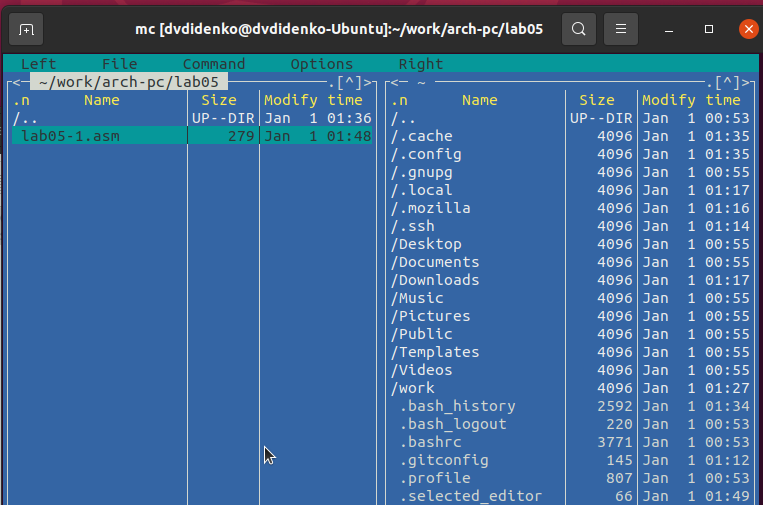 mc [dvdidenko@dvdidenko-Ubuntu]:~/work/arch-pc/lab05
Left File Command Options Right
<─ ~/work/arch-pc/lab05 .[^]>
.n Name Size Modify time
/.. UP--DIR Jan 1 01:36
lab05-1.asm 279 Jan 1 01:48
<─ ~ .[^]>
.n Name Size Modify time
/.. UP--DIR Jan 1 00:53
/.cache 4096 Jan 1 01:35
/.config 4096 Jan 1 01:35
/.gnupg 4096 Jan 1 00:55
/.local 4096 Jan 1 01:17
/.mozilla 4096 Jan 1 01:16
/.ssh 4096 Jan 1 01:14
/Desktop 4096 Jan 1 00:55
/Documents 4096 Jan 1 00:55
/Downloads 4096 Jan 1 01:17
/Music 4096 Jan 1 00:55
/Pictures 4096 Jan 1 00:55
/Public 4096 Jan 1 00:55
/Templates 4096 Jan 1 00:55
/Videos 4096 Jan 1 00:55
/work 4096 Jan 1 01:27
.bash_history 2592 Jan 1 01:34
.bash_logout 220 Jan 1 00:53
.bashrc 3771 Jan 1 00:53
.gitconfig 145 Jan 1 01:12
.profile 807 Jan 1 00:53
.selected_editor 66 Jan 1 01:49